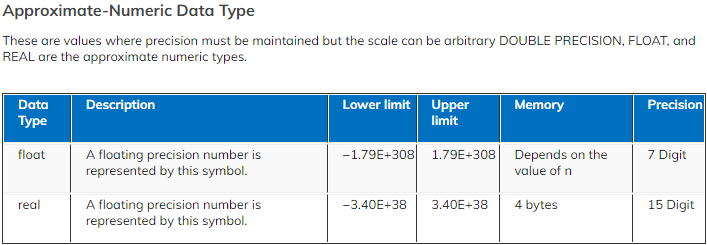 Approximate-Numeric Data Type
These are values where precision must be maintained but the scale can be arbitrary DOUBLE PRECISION, FLOAT, and
REAL are the approximate numeric types.
Data Type Description Lower limit Upper limit Memory Precision
float A floating precision number is represented by this symbol. −1.79E+308 1.79E+308 Depends on the value of n 7 Digit
real A floating precision number is represented by this symbol. −3.40E+38 3.40E+38 4 bytes 15 Digit